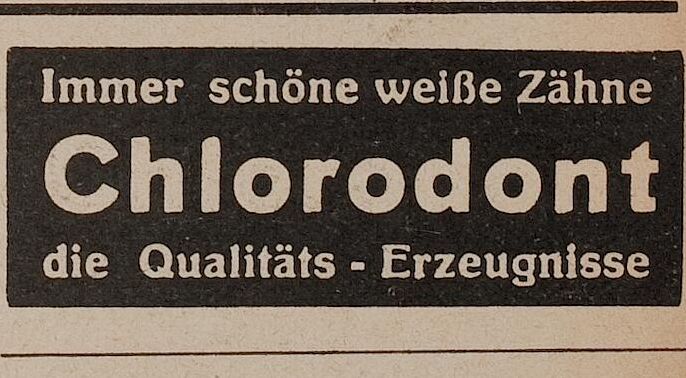 Immer schöne weiße Zähne
Chlorodont
die Qualitäts - Erzeugnisse